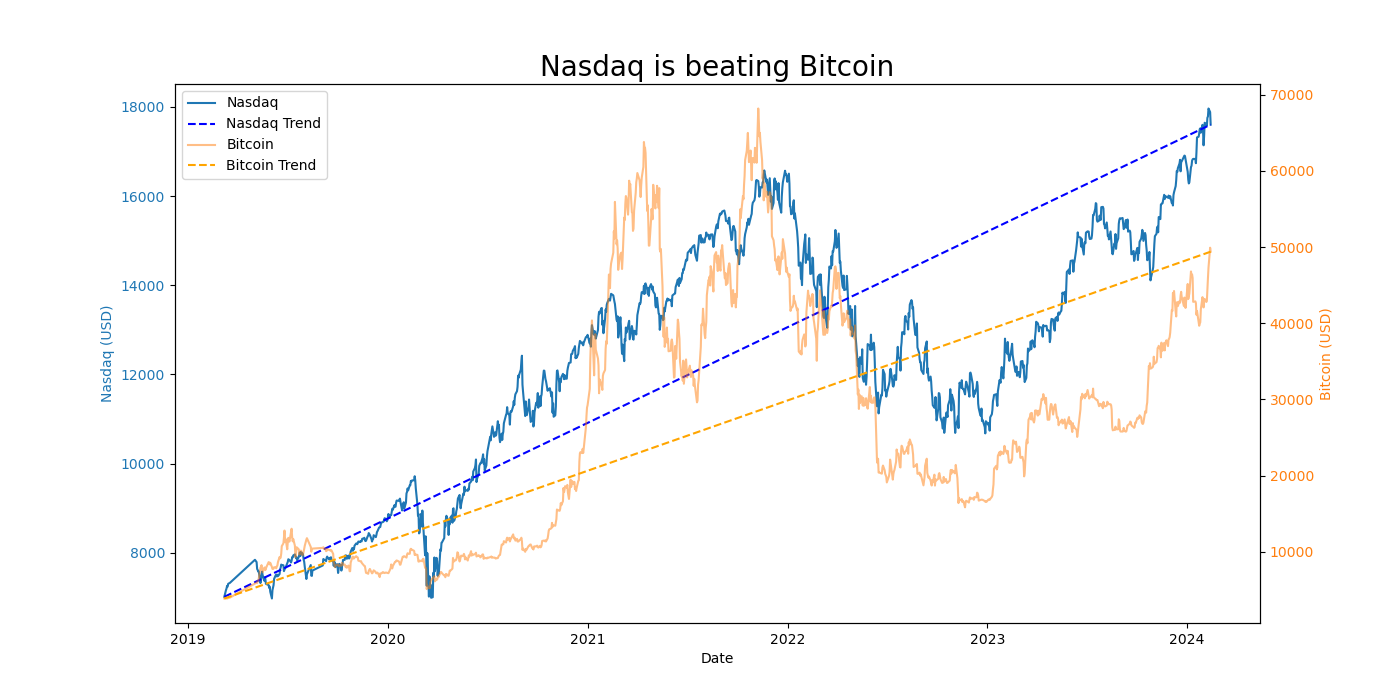 Nasdaq is beating Bitcoin
Nasdaq
Nasdaq Trend
Bitcoin
Bitcoin Trend
18000
16000
14000
12000
10000
8000
Nasdaq (USD)
70000
60000
50000
40000
30000
20000
10000
Bitcoin (USD)
2019 2020 2021 2022 2023 2024
Date